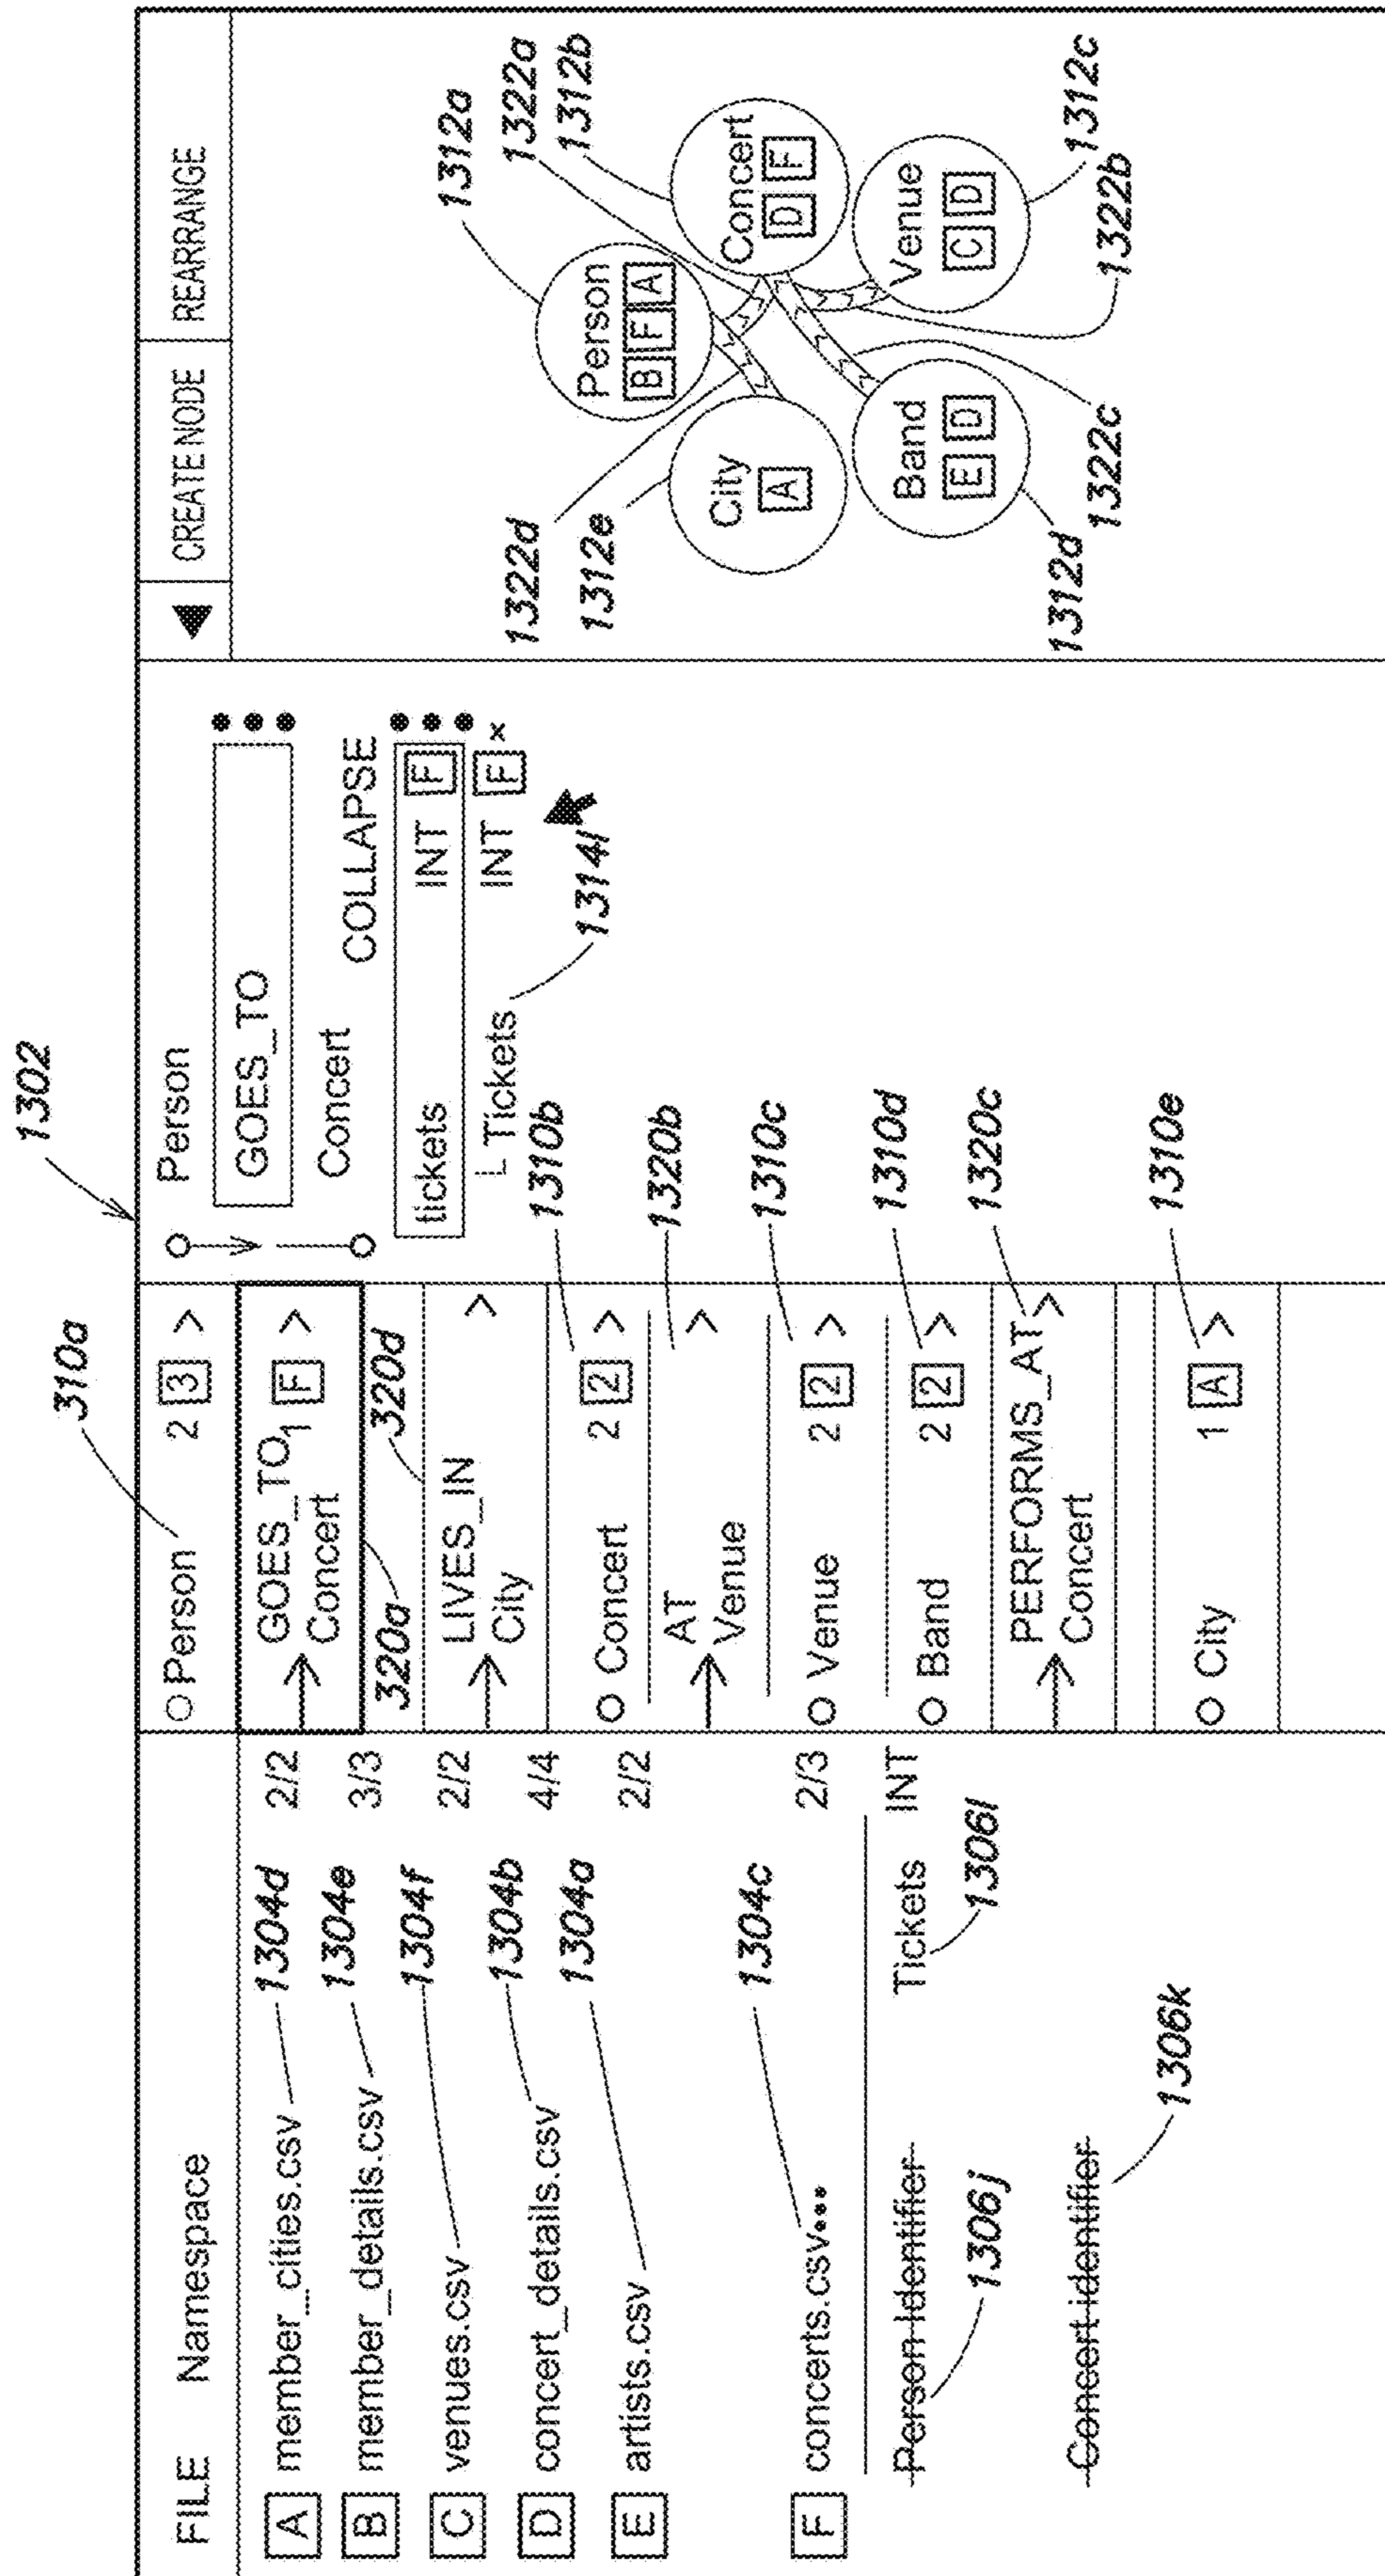 1302
FILE Namespace
A member_cities.csv 1304d 2/2
B member_details.csv 1304e 3/3
C venues.csv 1304f 2/2
D concert_details.csv 1304b 4/4
E artists.csv 1304a 2/2
F concerts.csv... 1304c 2/3
Person Identifier Tickets INT
1306j 1306l
Concert identifier
1306k
310a
Person 2 3 >
GOES_TO 1 F >
Concert
320a 320d
LIVES_IN >
City
Concert 2 2 > 1310b
AT > 1320b
Venue
Venue 2 2 > 1310c
Band 2 2 > 1310d
PERFORMS_AT > 1320c
Concert
City 1 A > 1310e
Person
GOES_TO
Concert
COLLAPSE
tickets INT F
L Tickets INT F x
1314l
CREATE NODE REARRANGE
1312a
Person
B F A
1322d 1322a
1312e 1312b
City
A
Concert
D F
Band
E D
Venue
C D
1312d 1312c
1322c 1322b